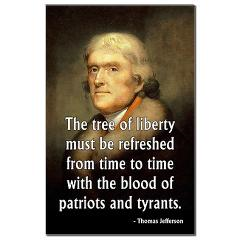 The tree of liberty
must be refreshed
from time to time
with the blood of
patriots and tyrants.
- Thomas Jefferson